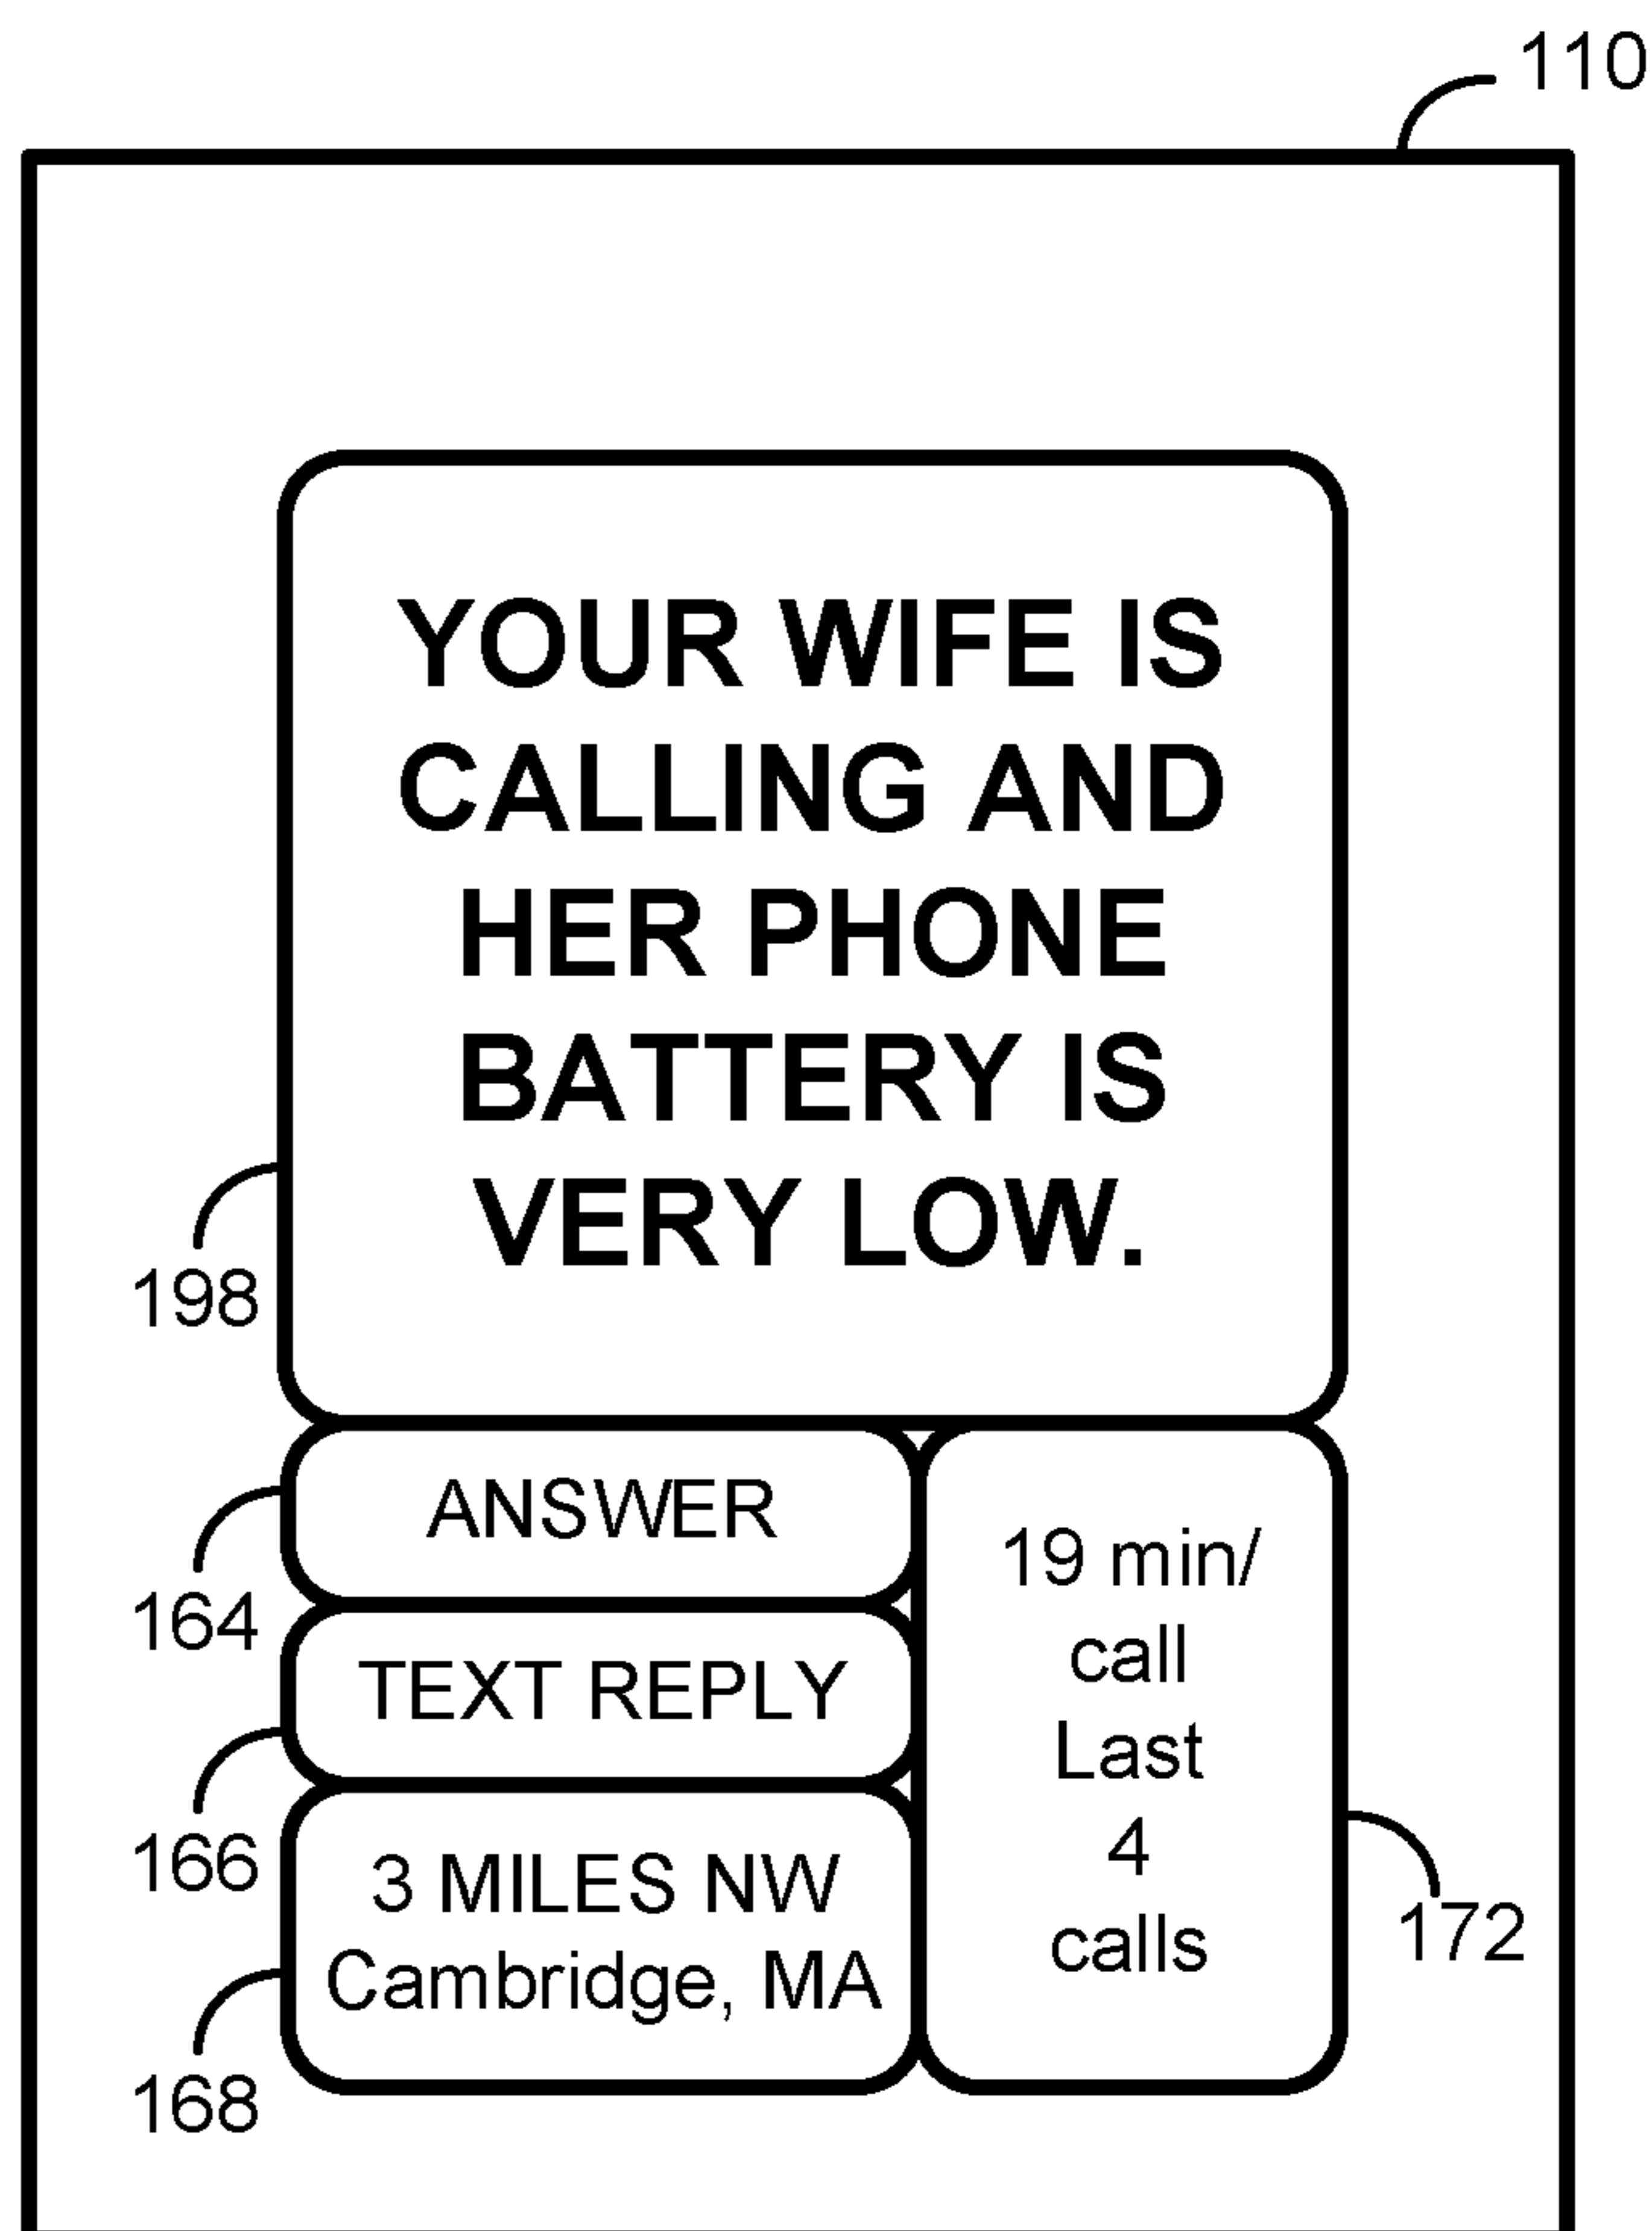 110
YOUR WIFE IS
CALLING AND
HER PHONE
BATTERY IS
VERY LOW.
198
ANSWER
164
TEXT REPLY
166
3 MILES NW
Cambridge, MA
168
19 min/
call
Last
4
calls
172